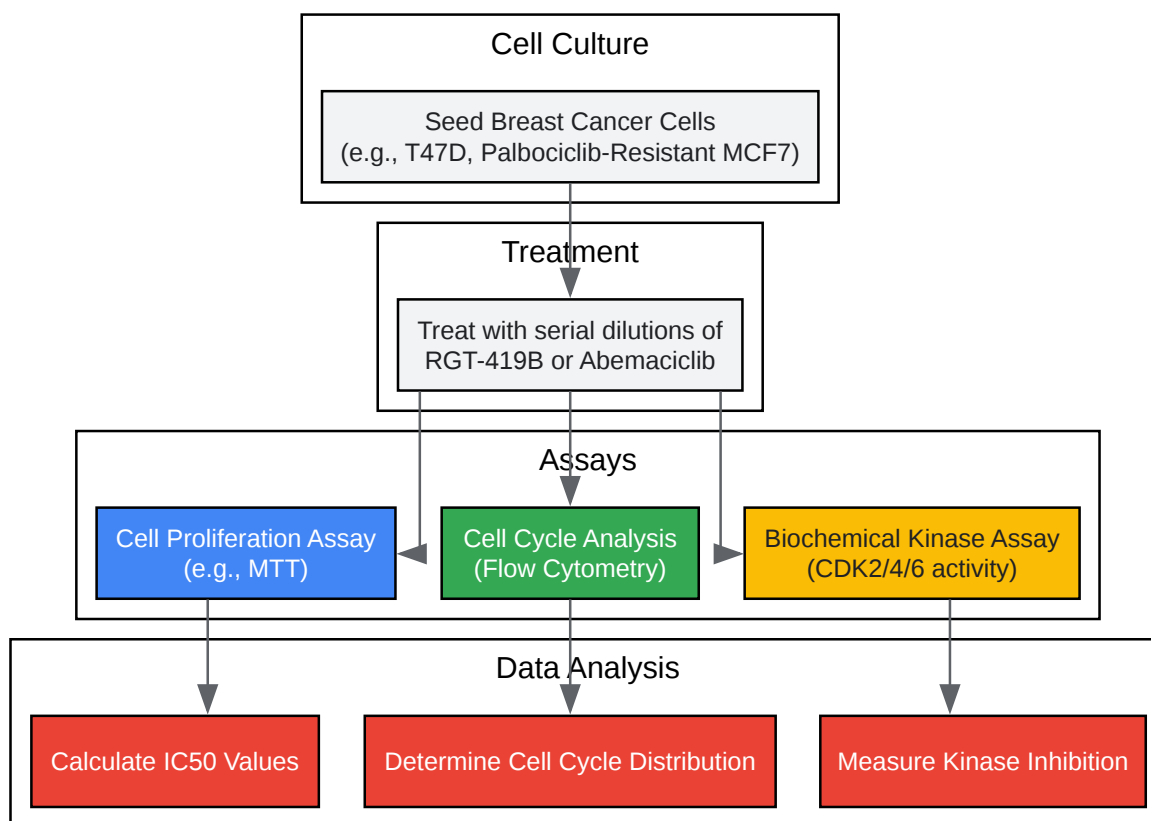 Cell Culture
Seed Breast Cancer Cells
(e.g., T47D, Palbociclib-Resistant MCF7)
Treatment
Treat with serial dilutions of
RGT-419B or Abemaciclib
Assays
Cell Proliferation Assay
(e.g., MTT)
Cell Cycle Analysis
(Flow Cytometry)
Biochemical Kinase Assay
(CDK2/4/6 activity)
Data Analysis
Calculate IC50 Values
Determine Cell Cycle Distribution
Measure Kinase Inhibition